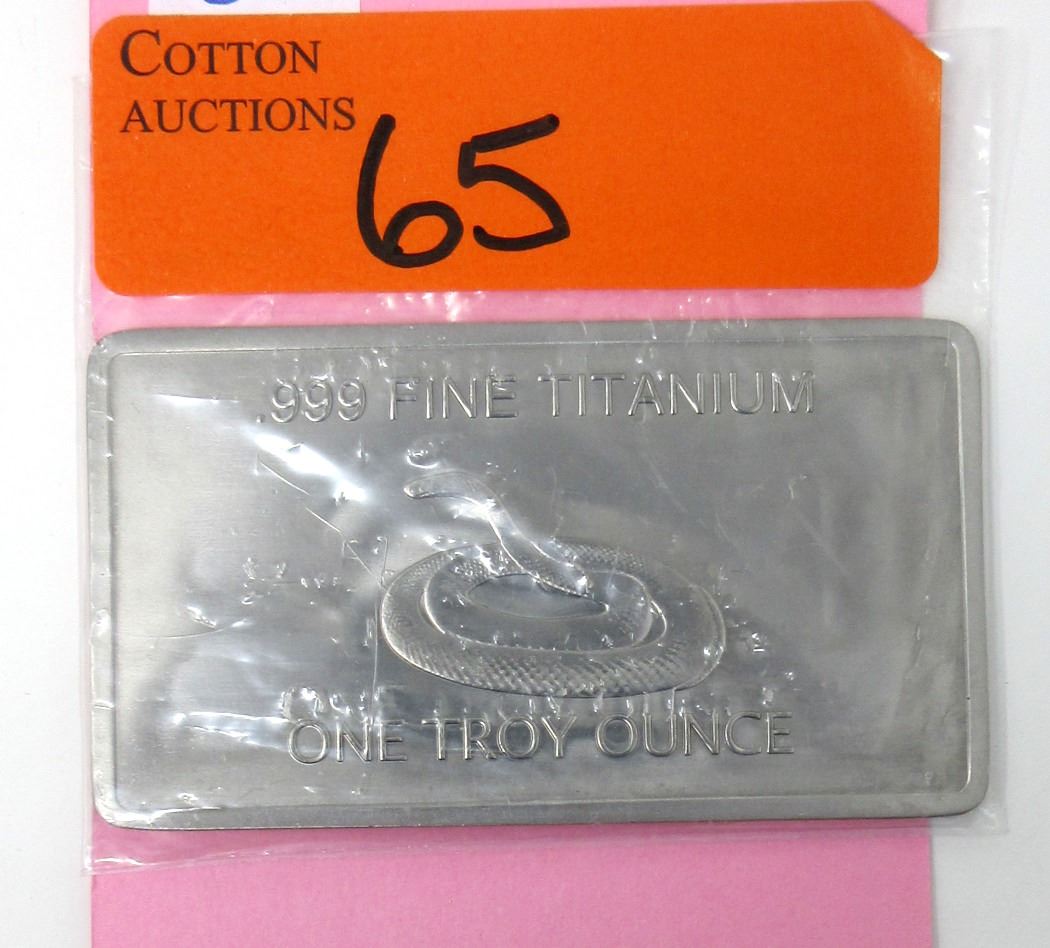 COTTON
AUCTIONS
65
.999 FINE TITANIUM
ONE TROY OUNCE